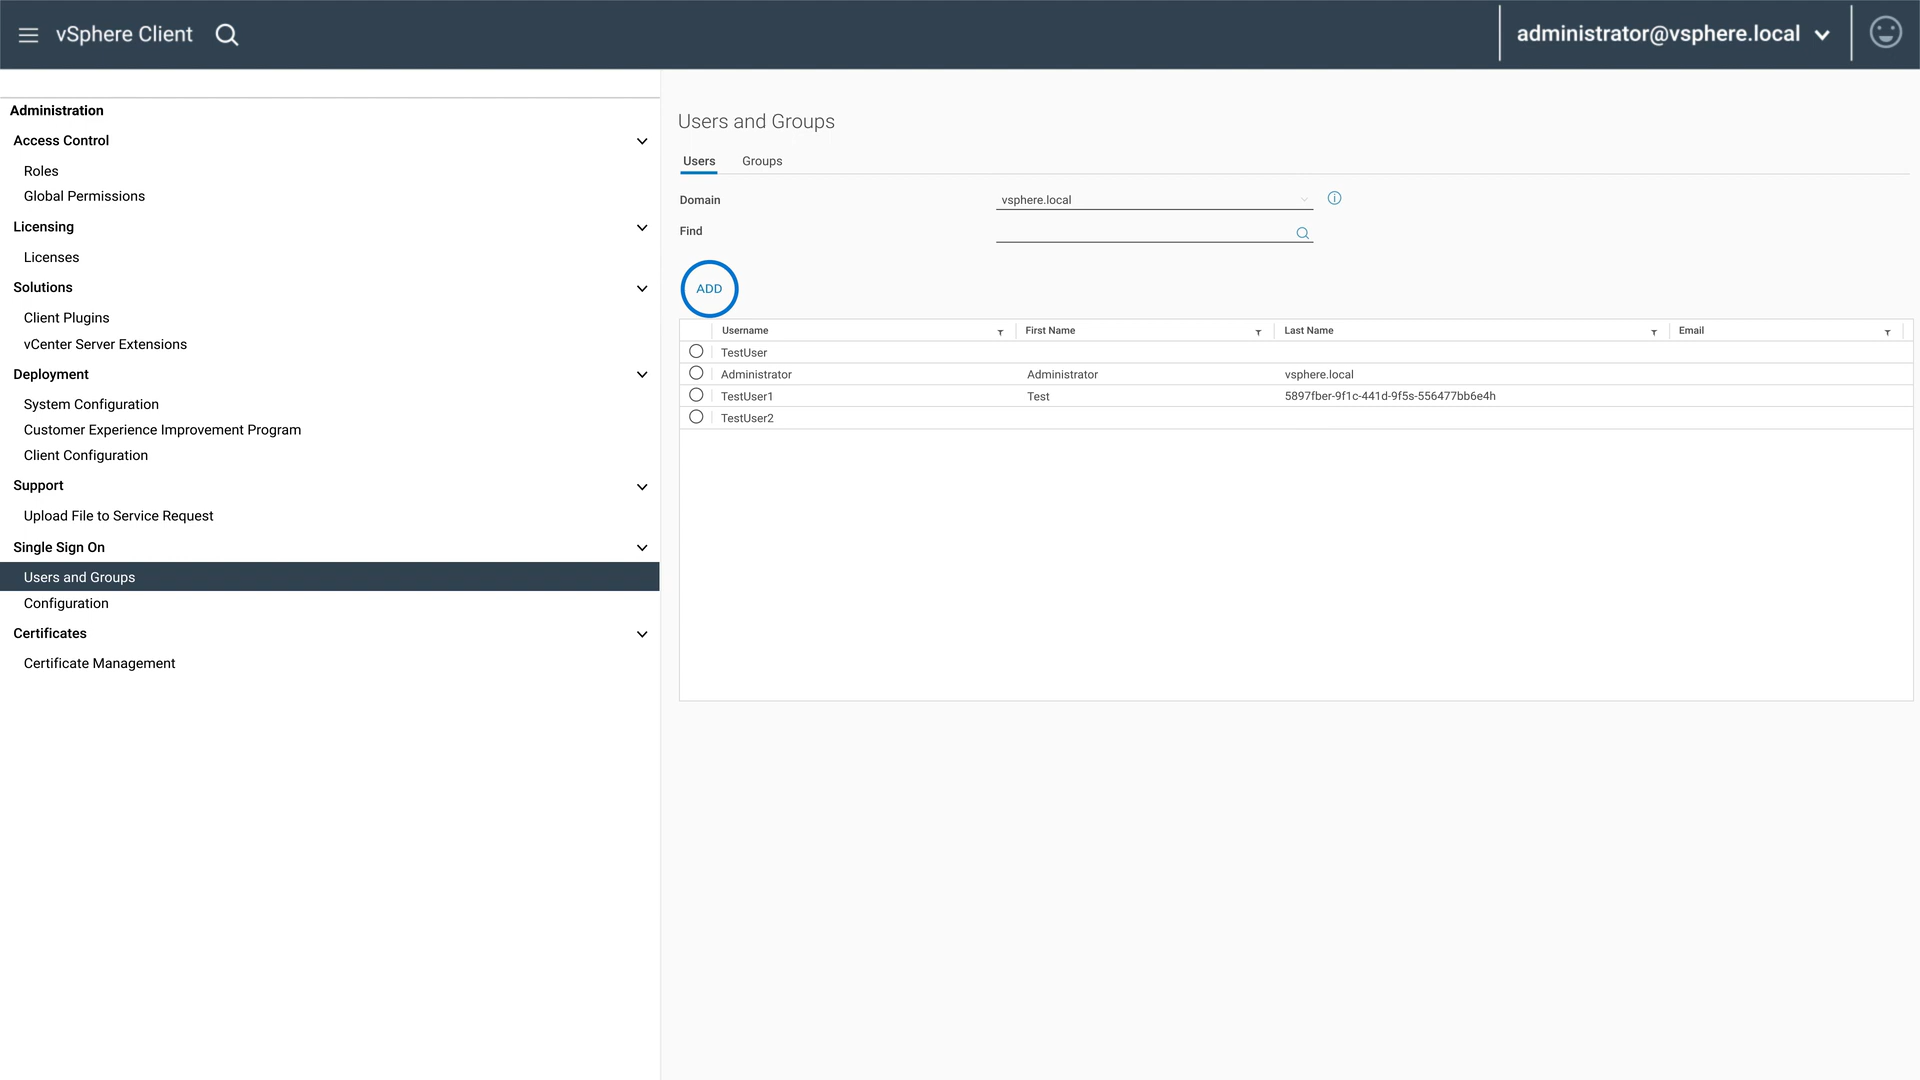 vSphere Client
administrator@vsphere.local
Administration
Access Control
Roles
Global Permissions
Licensing
Licenses
Solutions
Client Plugins
vCenter Server Extensions
Deployment
System Configuration
Customer Experience Improvement Program
Client Configuration
Support
Upload File to Service Request
Single Sign On
Users and Groups
Configuration
Certificates
Certificate Management
Users and Groups
Users Groups
Domain vsphere.local
Find
ADD
Username First Name Last Name Email
TestUser
Administrator Administrator vsphere.local
TestUser1 Test 5897fber-9f1c-441d-9f5s-556477bb6e4h
TestUser2